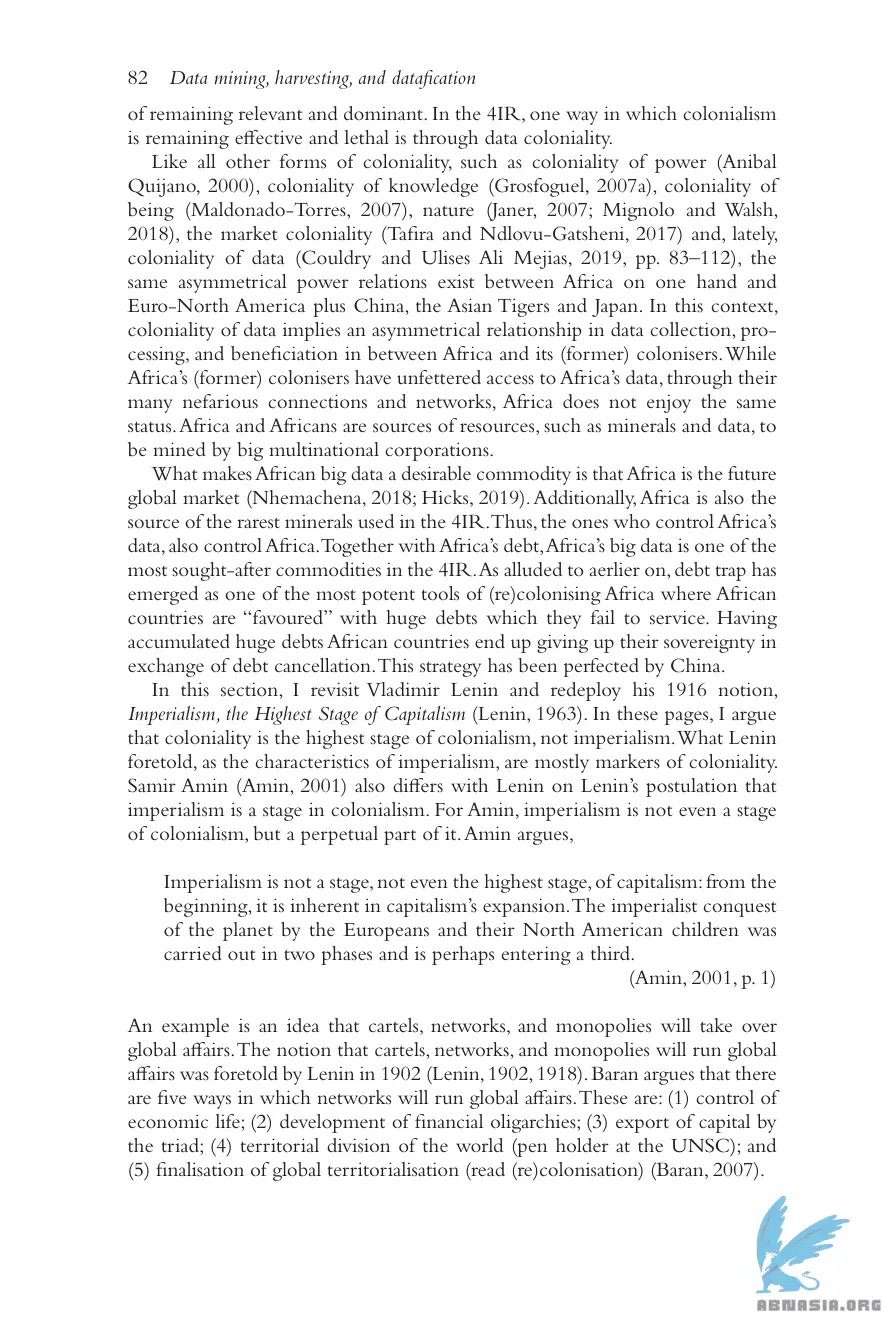 82 Data mining, harvesting, and datafication
of remaining relevant and dominant. In the 4IR, one way in which colonialism
is remaining effective and lethal is through data coloniality.
Like all other forms of coloniality, such as coloniality of power (Anibal
Quijano, 2000), coloniality of knowledge (Grosfoguel, 2007a), coloniality of
being (Maldonado-Torres, 2007), nature (Janer, 2007; Mignolo and Walsh,
2018), the market coloniality (Tafira and Ndlovu-Gatsheni, 2017) and, lately,
coloniality of data (Couldry and Ulises Ali Mejias, 2019, pp. 83–112), the
same asymmetrical power relations exist between Africa on one hand and
Euro-North America plus China, the Asian Tigers and Japan. In this context,
coloniality of data implies an asymmetrical relationship in data collection, pro-
cessing, and beneficiation in between Africa and its (former) colonisers. While
Africa's (former) colonisers have unfettered access to Africa's data, through their
many nefarious connections and networks, Africa does not enjoy the same
status. Africa and Africans are sources of resources, such as minerals and data, to
be mined by big multinational corporations.
What makes African big data a desirable commodity is that Africa is the future
global market (Nhemachena, 2018; Hicks, 2019). Additionally, Africa is also the
source of the rarest minerals used in the 4IR. Thus, the ones who control Africa's
data, also control Africa. Together with Africa's debt, Africa's big data is one of the
most sought-after commodities in the 4IR. As alluded to aerlier on, debt trap has
emerged as one of the most potent tools of (re)colonising Africa where African
countries are “favoured” with huge debts which they fail to service. Having
accumulated huge debts African countries end up giving up their sovereignty in
exchange of debt cancellation. This strategy has been perfected by China.
In this section, I revisit Vladimir Lenin and redeploy his 1916 notion,
Imperialism, the Highest Stage of Capitalism (Lenin, 1963). In these pages, I argue
that coloniality is the highest stage of colonialism, not imperialism. What Lenin
foretold, as the characteristics of imperialism, are mostly markers of coloniality.
Samir Amin (Amin, 2001) also differs with Lenin on Lenin's postulation that
imperialism is a stage in colonialism. For Amin, imperialism is not even a stage
of colonialism, but a perpetual part of it. Amin argues,
Imperialism is not a stage, not even the highest stage, of capitalism: from the
beginning, it is inherent in capitalism's expansion. The imperialist conquest
of the planet by the Europeans and their North American children was
carried out in two phases and is perhaps entering a third.
(Amin, 2001, p. 1)
An example is an idea that cartels, networks, and monopolies will take over
global affairs. The notion that cartels, networks, and monopolies will run global
affairs was foretold by Lenin in 1902 (Lenin, 1902, 1918). Baran argues that there
are five ways in which networks will run global affairs. These are: (1) control of
economic life; (2) development of financial oligarchies; (3) export of capital by
the triad; (4) territorial division of the world (pen holder at the UNSC); and
(5) finalisation of global territorialisation (read (re)colonisation) (Baran, 2007).
ABNASIA.ORG